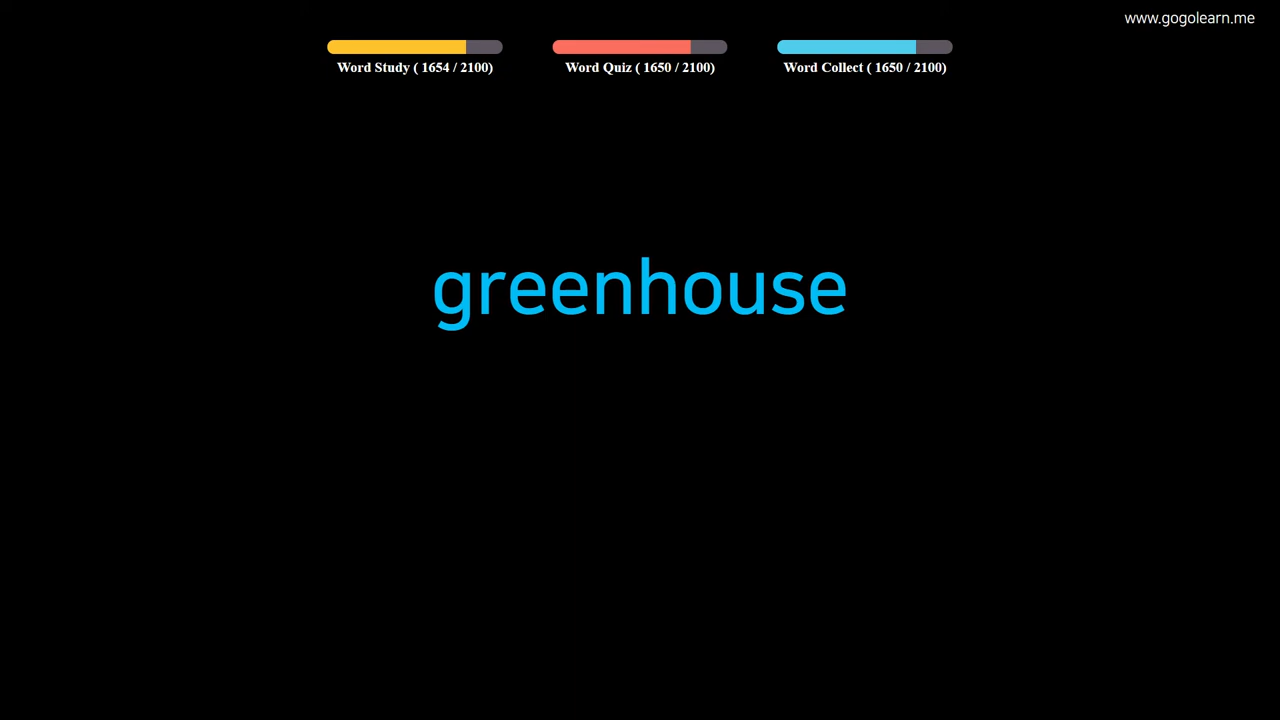 www.gogolearn.me
Word Study ( 1654 / 2100)
Word Quiz ( 1650 / 2100)
Word Collect ( 1650 / 2100)
greenhouse